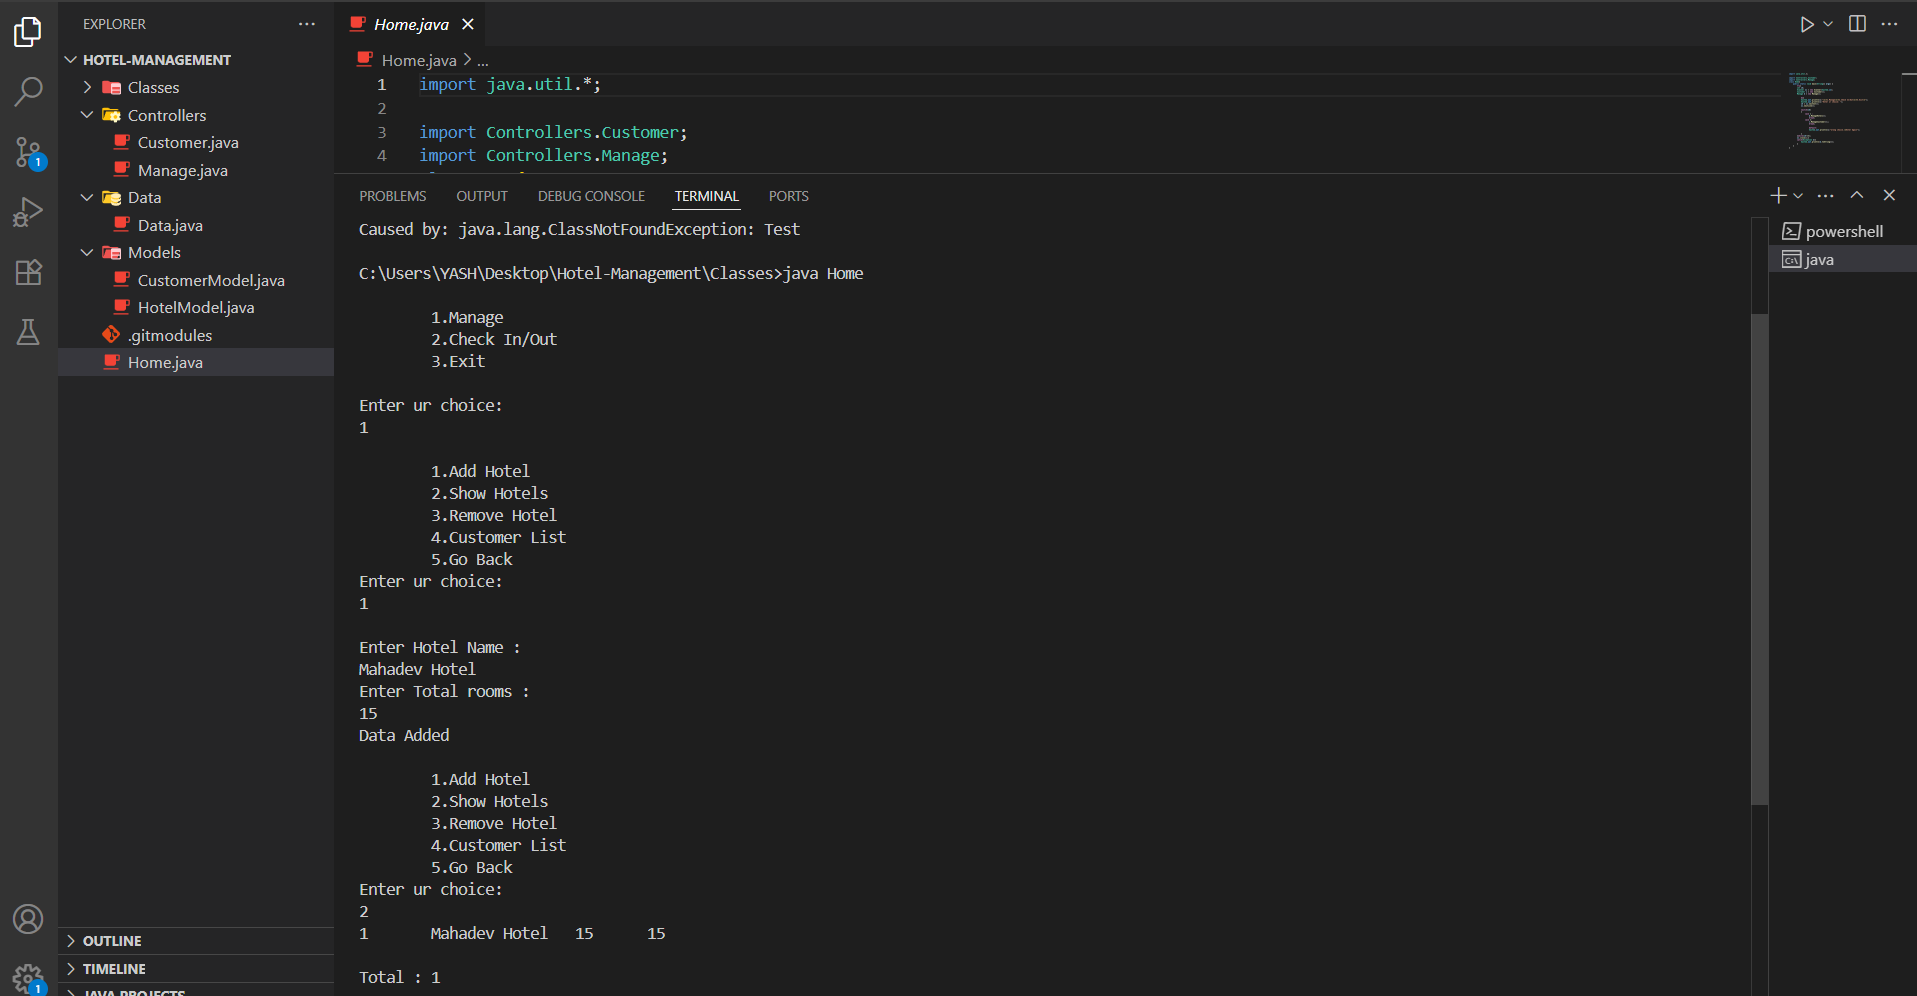 EXPLORER
HOTEL-MANAGEMENT
Classes
Controllers
Customer.java
Manage.java
Data
Data.java
Models
CustomerModel.java
HotelModel.java
.gitmodules
Home.java
OUTLINE
TIMELINE
JAVA PROJECTS
1
1
Home.java
Home.java > ...
1 import java.util.*;
2
3 import Controllers.Customer;
4 import Controllers.Manage;
PROBLEMS OUTPUT DEBUG CONSOLE TERMINAL PORTS
Caused by: java.lang.ClassNotFoundException: Test
C:\Users\YASH\Desktop\Hotel-Management\Classes>java Home
1.Manage
2.Check In/Out
3.Exit
Enter ur choice:
1
1.Add Hotel
2.Show Hotels
3.Remove Hotel
4.Customer List
5.Go Back
Enter ur choice:
1
Enter Hotel Name :
Mahadev Hotel
Enter Total rooms :
15
Data Added
1.Add Hotel
2.Show Hotels
3.Remove Hotel
4.Customer List
5.Go Back
Enter ur choice:
2
1 Mahadev Hotel 15 15
Total : 1
powershell
java